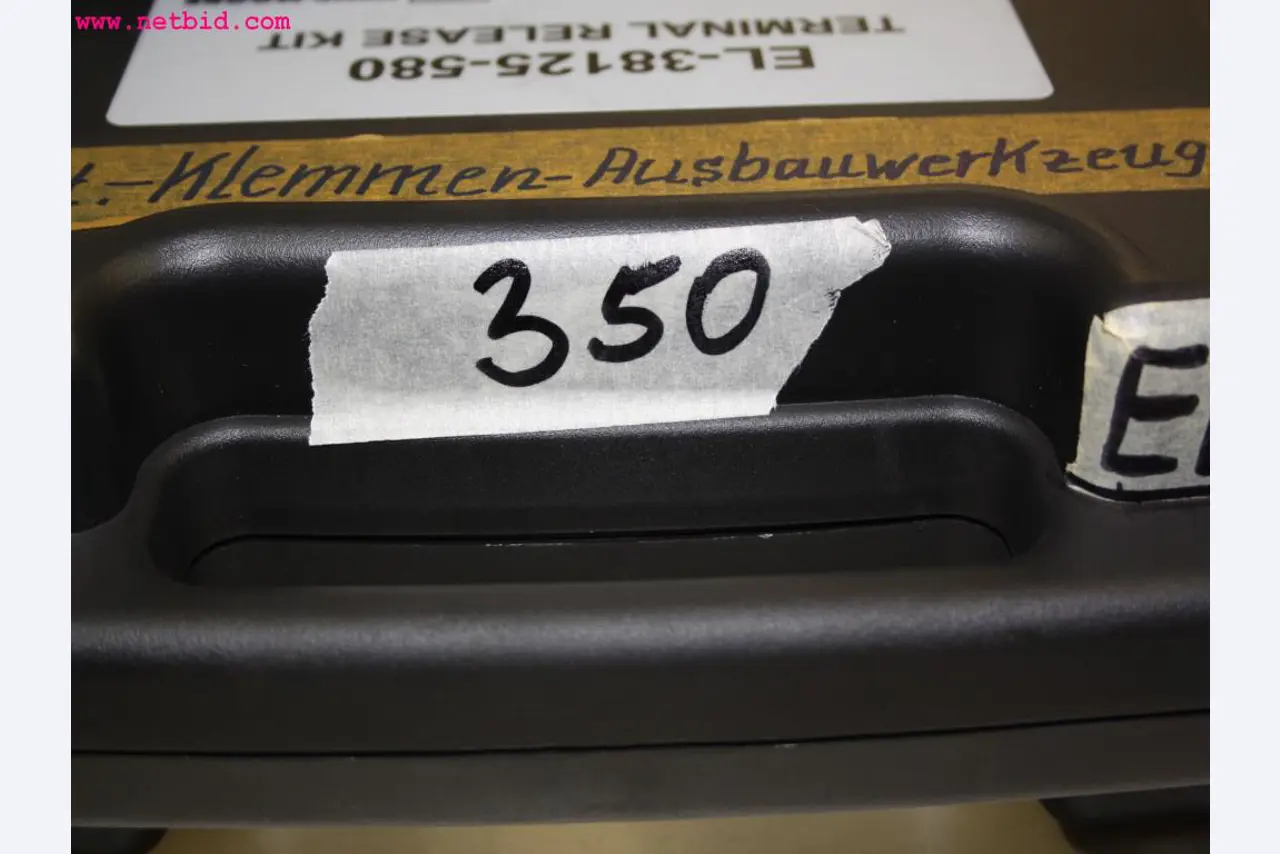 www.netbid.com
TERMINAL RELEASE KIT
EL-38125-580
.-Klemmen-Ausbauwerkzeug
350
E